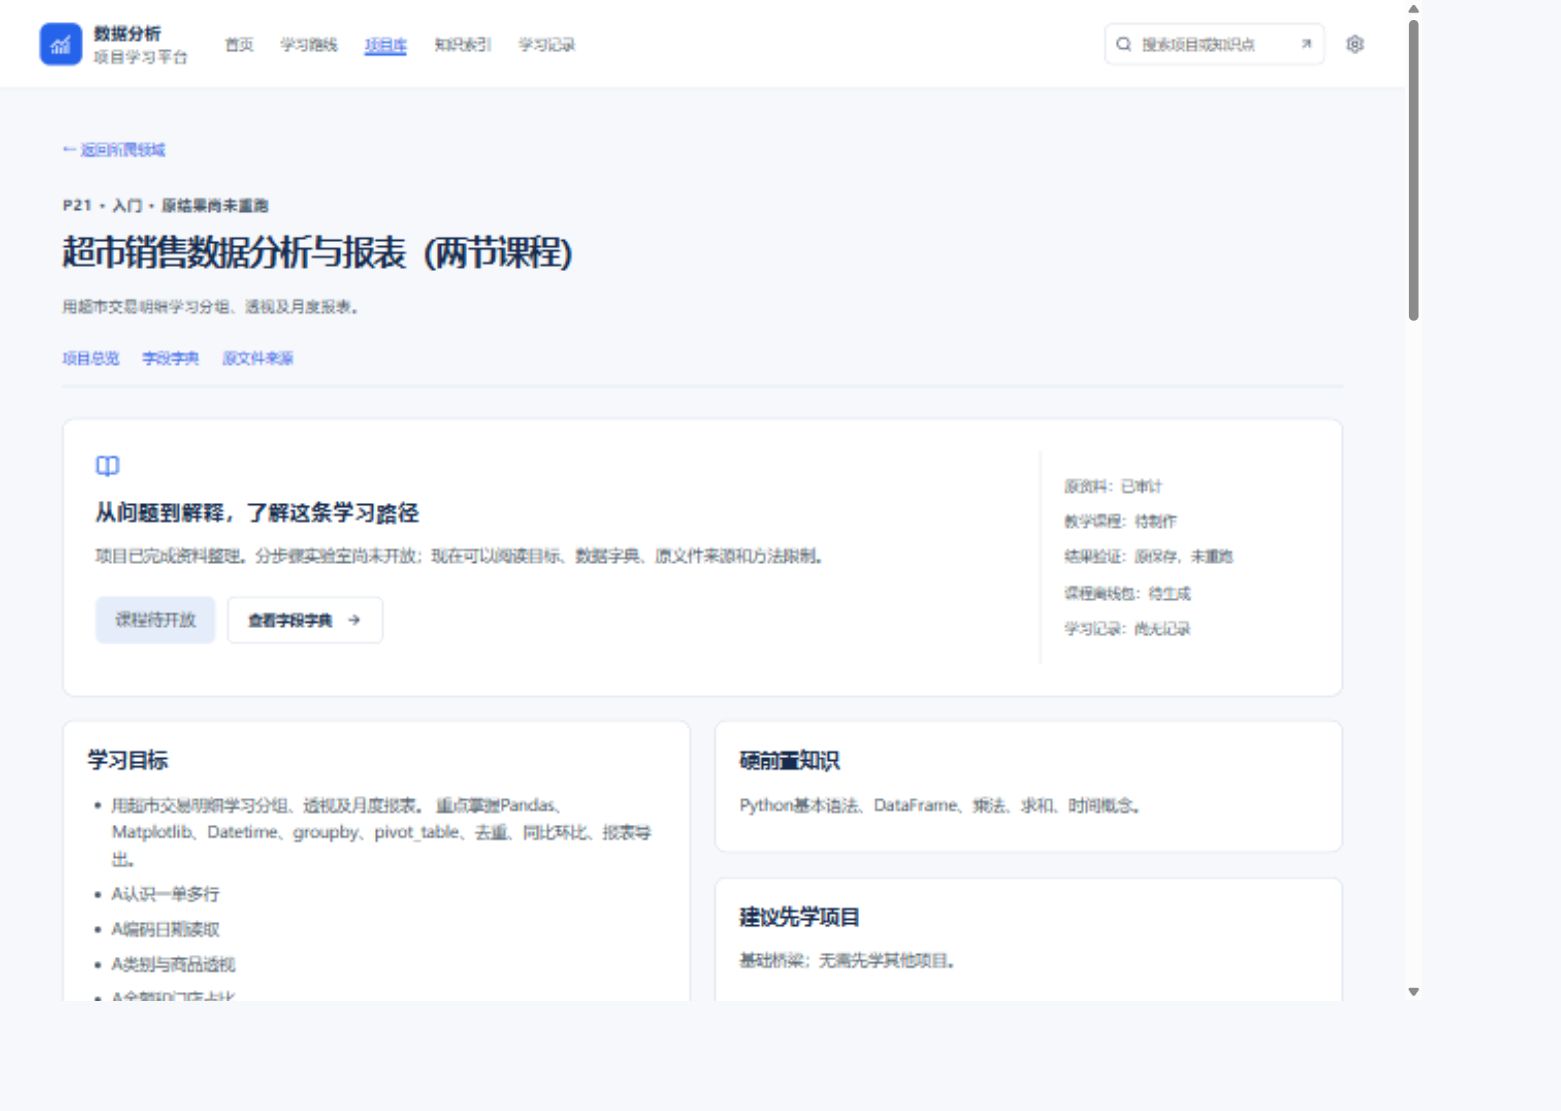 数据分析
项目学习平台
首页 学习路线 项目库 知识索引 学习记录
搜索项目或知识点
← 返回所属领域
P21 · 入门 · 原结果尚未重跑
超市销售数据分析与报表（两节课程）
用超市交易明细学习分组、透视及月度报表。
项目总览 字段字典 原文件来源
从问题到解释，了解这条学习路径
项目已完成资料整理。分步骤实验室尚未开放；现在可以阅读目标、数据字典、原文件来源和方法限制。
课程待开放 查看字段字典 →
原资料：已审计
教学课程：待制作
结果验证：原保存，未重跑
课程离线包：待生成
学习记录：尚无记录
学习目标
• 用超市交易明细学习分组、透视及月度报表。 重点掌握Pandas、
Matplotlib、Datetime、groupby、pivot_table、去重、同比环比、报表导
出。
• A认识一单多行
• A编码日期读取
• A类别与商品透视
• A金额和门店占比
硬前置知识
Python基本语法、DataFrame、乘法、求和、时间概念。
建议先学项目
基础桥梁；无需先学其他项目。